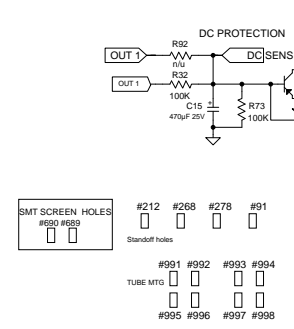 DC PROTECTION
R92
OUT 1
DC SENS
n/u
R32
OUT 1
100K
C15
+
R73
470µF 25V
100K
SMT SCREEN HOLES
#690 #689
#212 #268 #278 #91
Standoff holes
#991 #992 #993 #994
TUBE MTG
#995 #996 #997 #998